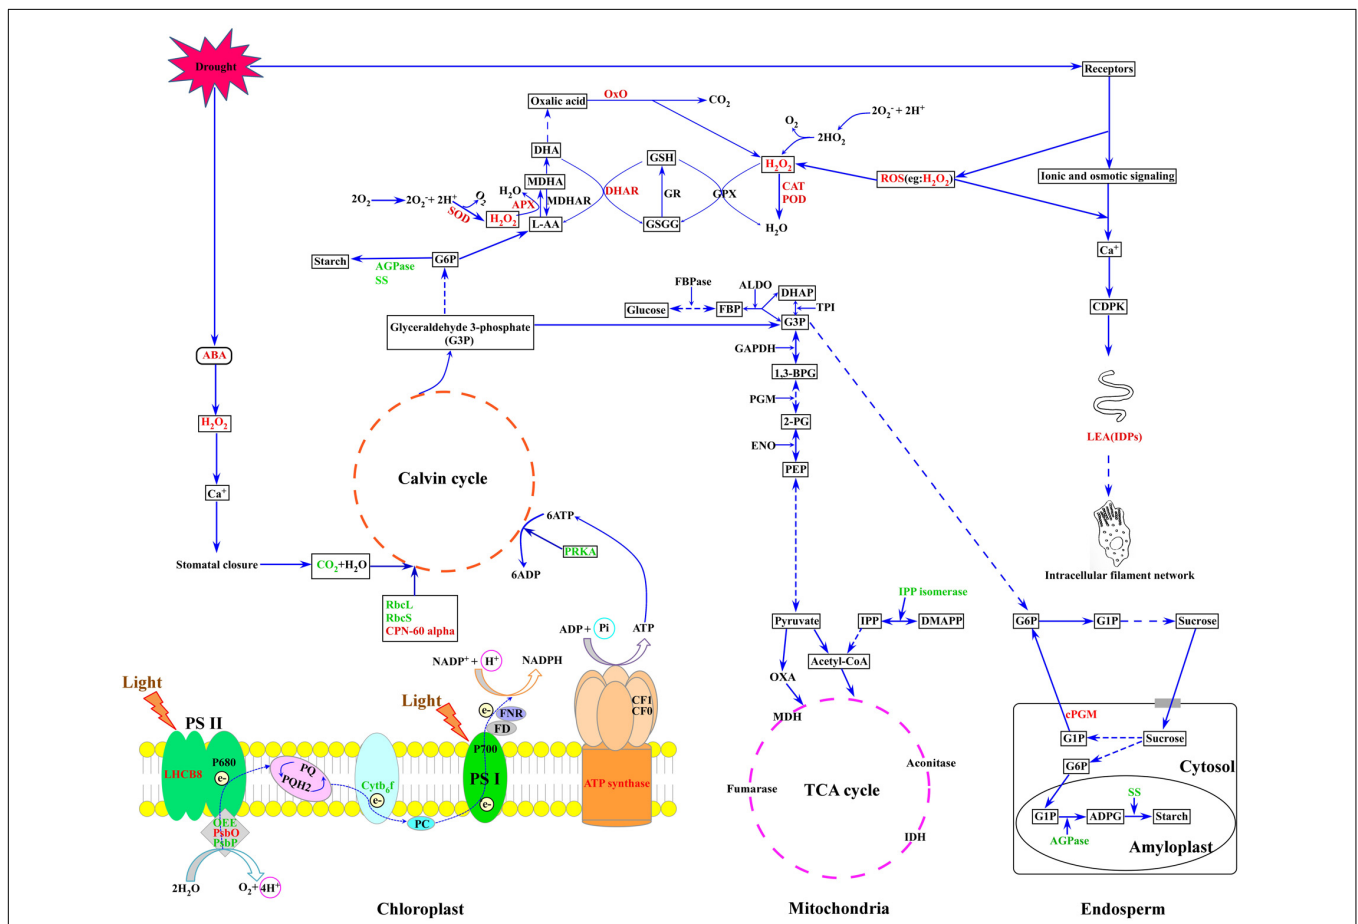 Drought
Receptors
Oxalic acid
OxO
CO2
O2
2HO2
2O2- + 2H+
DHA
GSH
H2O2
MDHA
DHAR
GR
GPX
CAT
POD
ROS(eg:H2O2)
Ionic and osmotic signaling
2O2
2O2-+ 2H+
O2
SOD
H2O2
H2O
APX
MDHAR
L-AA
GSGG
H2O
Ca+
Starch
AGPase
SS
G6P
FBPase
ALDO
DHAP
Glucose
FBP
TPI
CDPK
Glyceraldehyde 3-phosphate
(G3P)
G3P
GAPDH
ABA
1,3-BPG
PGM
H2O2
2-PG
LEA(IDPs)
ENO
PEP
Calvin cycle
Ca+
6ATP
PRKA
6ADP
Stomatal closure
CO2+H2O
Intracellular filament network
RbcL
RbcS
CPN-60 alpha
IPP isomerase
ADP +
Pi
ATP
Pyruvate
IPP
DMAPP
G6P
G1P
Sucrose
Acetyl-CoA
NADP+ +
H+
NADPH
OXA
Light
Light
e-
FNR
FD
CF1
CF0
MDH
PS II
P680
P700
LHCB8
e-
PQ
PQH2
Cytb6f
e-
PS I
e-
PC
ATP synthase
Aconitase
Fumarase
TCA cycle
IDH
cPGM
G1P
Sucrose
G6P
Cytosol
SS
G1P
ADPG
Starch
AGPase
Amyloplast
OEE
PsbO
PsbP
2H2O
O2+
4H+
Chloroplast
Mitochondria
Endosperm